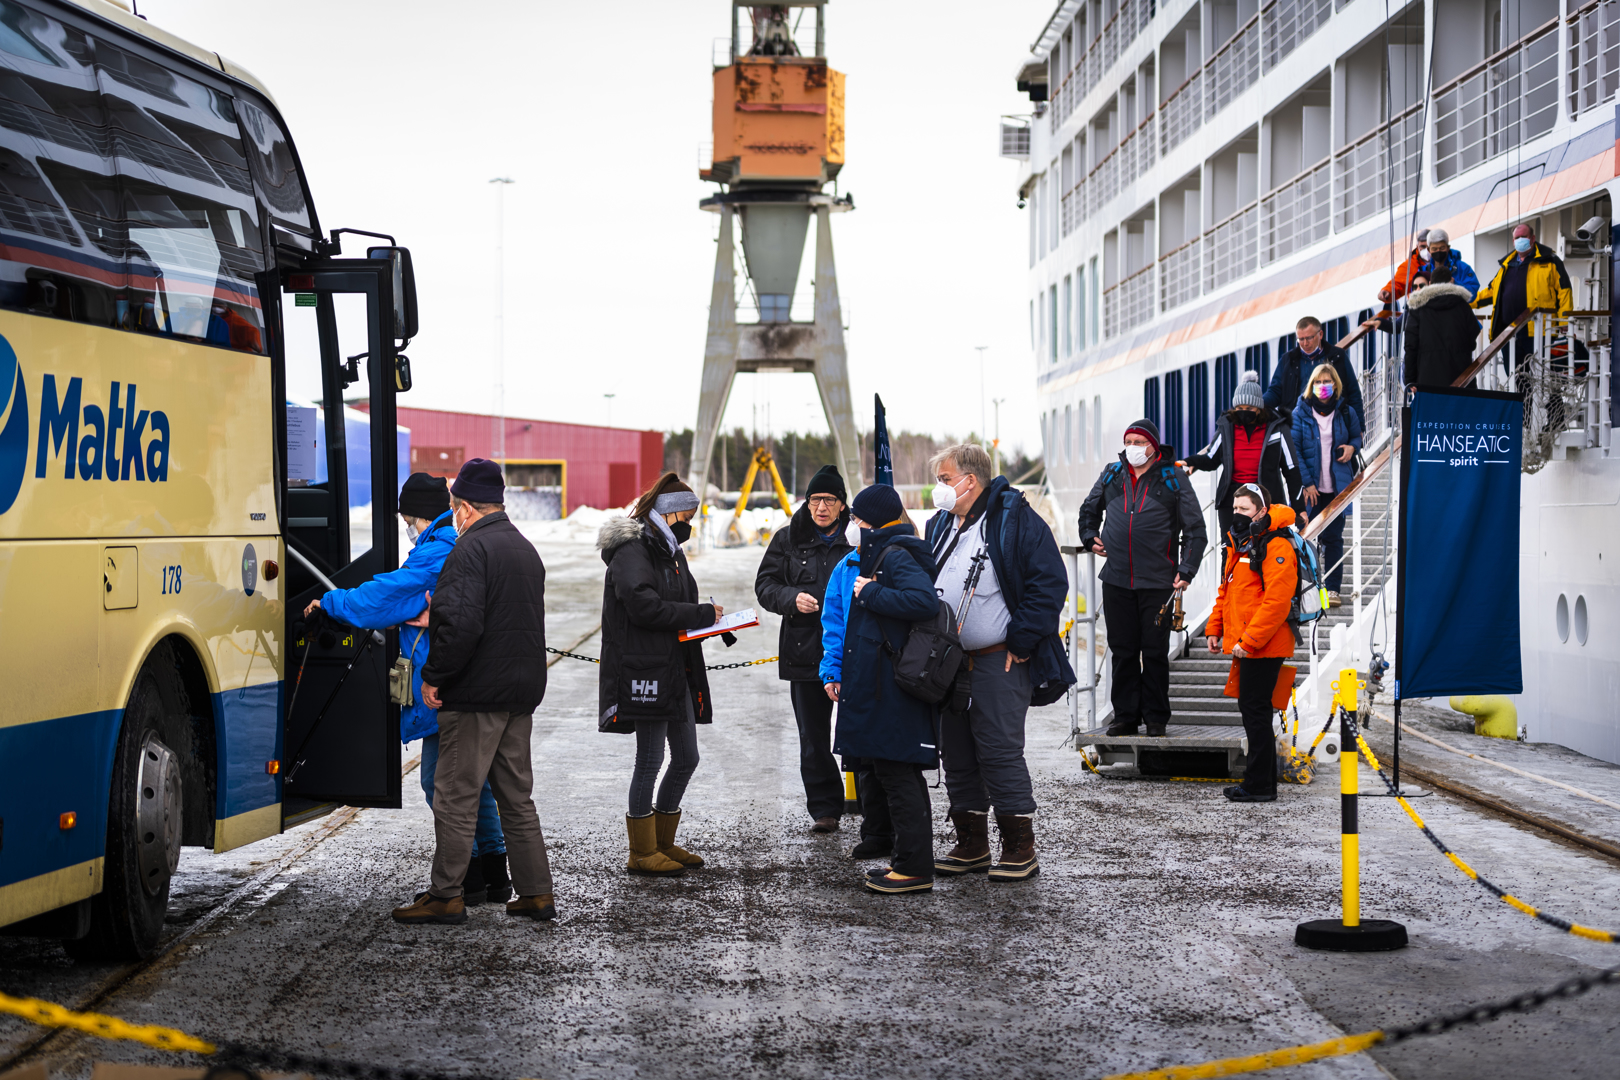 Matka
178
HH
EXPEDITION CRUISES
HANSEATIC
spirit